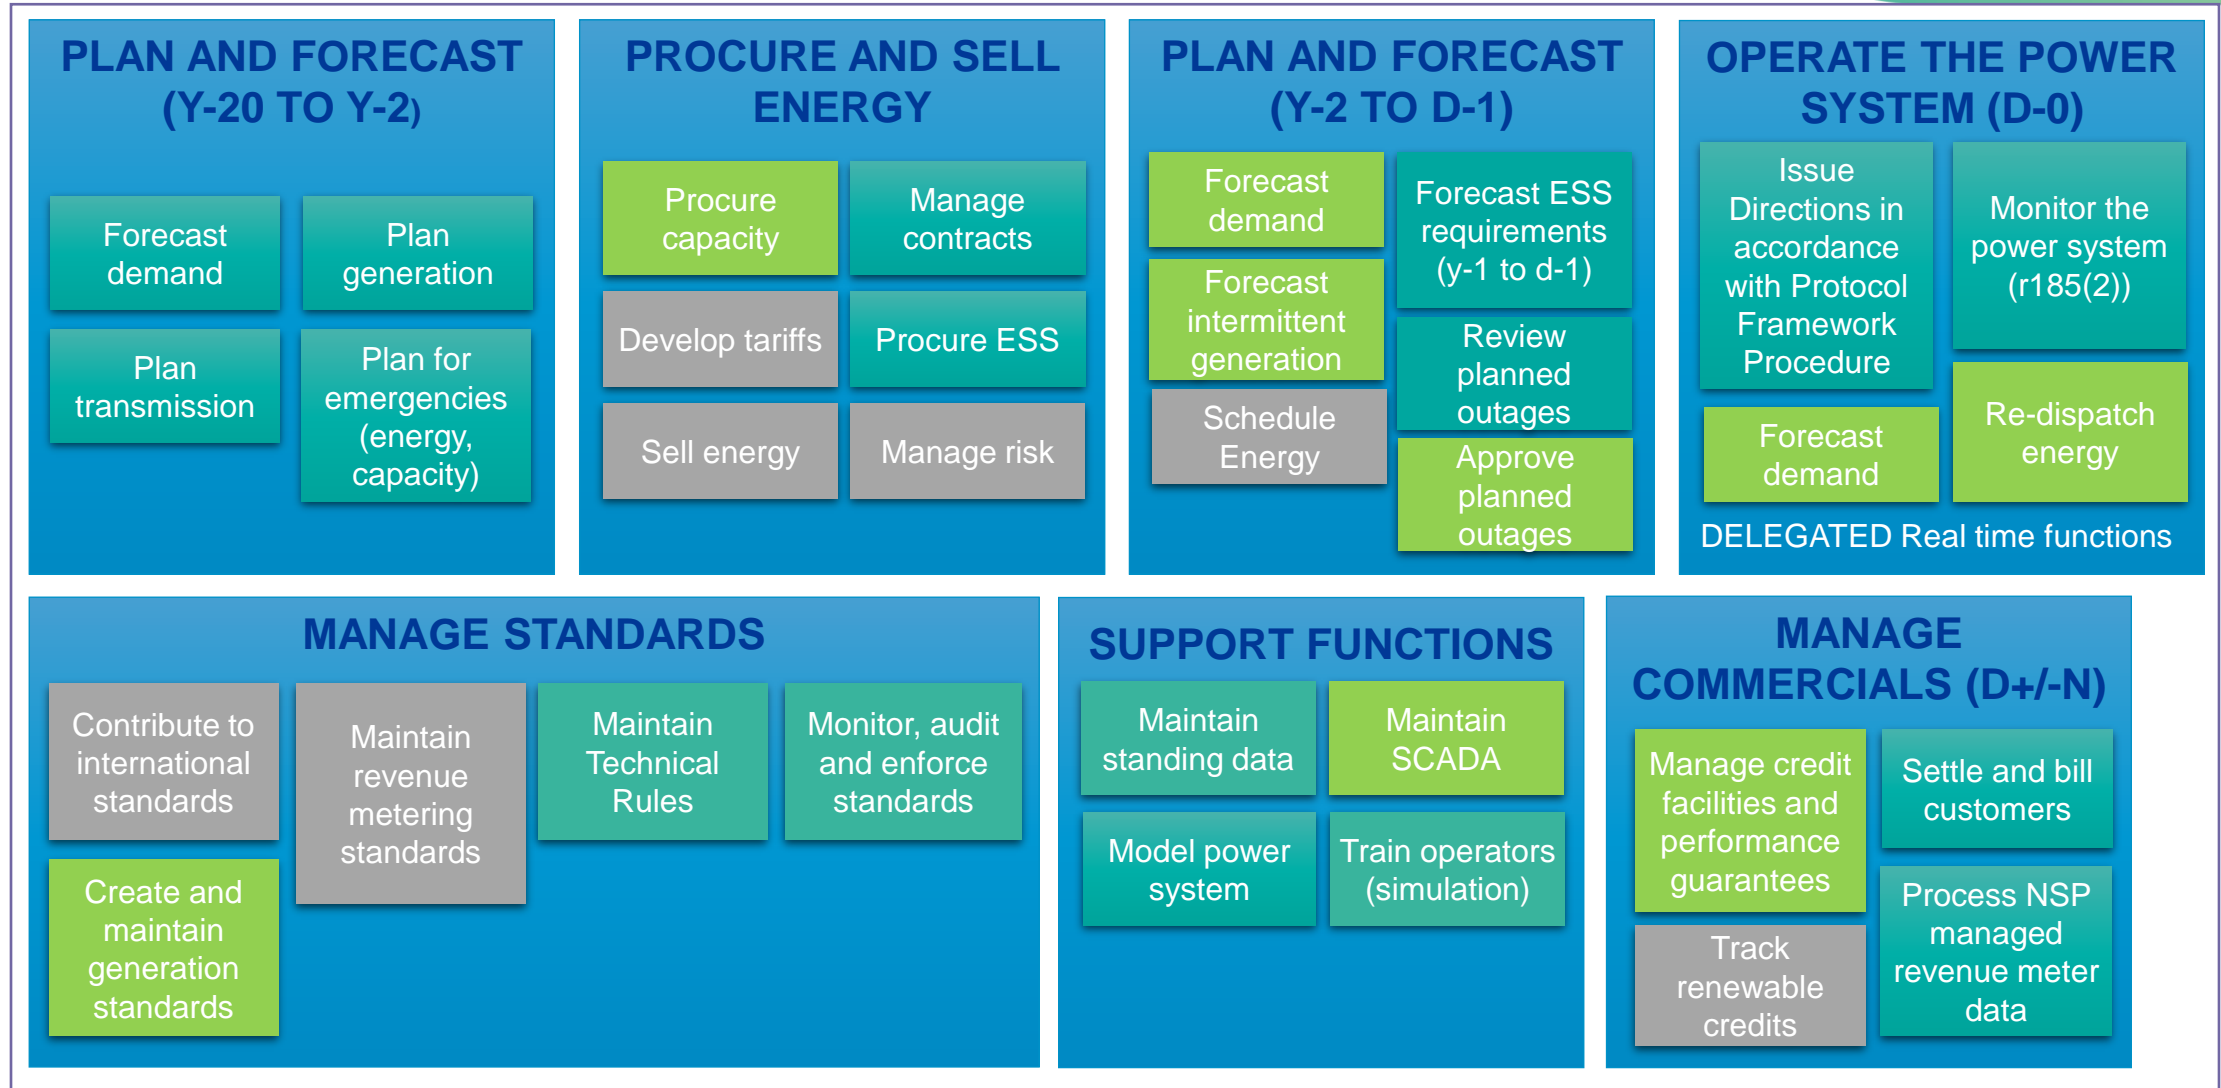 PLAN AND FORECAST
(Y-20 TO Y-2)
Forecast
demand
Plan
generation
Plan
transmission
Plan for
emergencies
(energy,
capacity)
PROCURE AND SELL
ENERGY
Procure
capacity
Manage
contracts
Develop tariffs
Procure ESS
Sell energy
Manage risk
PLAN AND FORECAST
(Y-2 TO D-1)
Forecast
demand
Forecast ESS
requirements
(y-1 to d-1)
Forecast
intermittent
generation
Review
planned
outages
Schedule
Energy
Approve
planned
outages
OPERATE THE POWER
SYSTEM (D-0)
Issue
Directions in
accordance
with Protocol
Framework
Procedure
Monitor the
power system
(r185(2))
Forecast
demand
Re-dispatch
energy
DELEGATED Real time functions
MANAGE STANDARDS
Contribute to
international
standards
Maintain
revenue
metering
standards
Maintain
Technical
Rules
Monitor, audit
and enforce
standards
Create and
maintain
generation
standards
SUPPORT FUNCTIONS
Maintain
standing data
Maintain
SCADA
Model power
system
Train operators
(simulation)
MANAGE
COMMERCIALS (D+/-N)
Manage credit
facilities and
performance
guarantees
Settle and bill
customers
Track
renewable
credits
Process NSP
managed
revenue meter
data